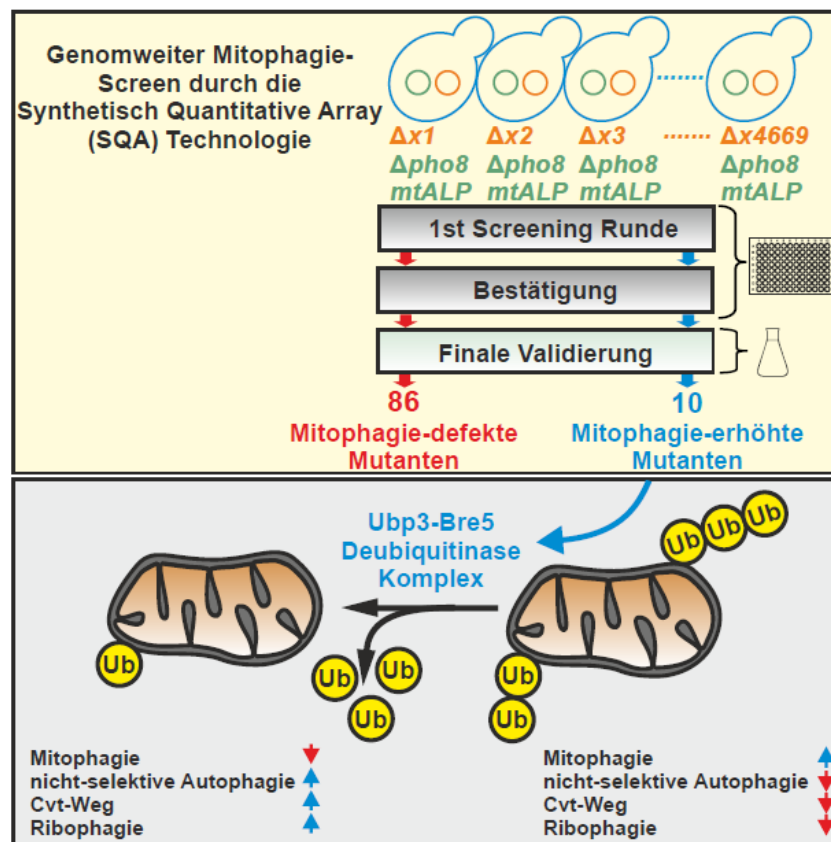 Genomweiter Mitophagie-
Screen durch die
Synthetisch Quantitative Array
(SQA) Technologie
Δx1 Δx2 Δx3 ....... Δx4669
Δpho8 Δpho8 Δpho8 Δpho8
mtALP mtALP mtALP mtALP
1st Screening Runde
Bestätigung
Finale Validierung
86
Mitophagie-defekte
Mutanten
10
Mitophagie-erhöhte
Mutanten
Ubp3-Bre5
Deubiquitinase
Komplex
Ub Ub Ub
Ub
Ub
Ub
Ub Ub
Ub
Mitophagie
nicht-selektive Autophagie
Cvt-Weg
Ribophagie
Mitophagie
nicht-selektive Autophagie
Cvt-Weg
Ribophagie